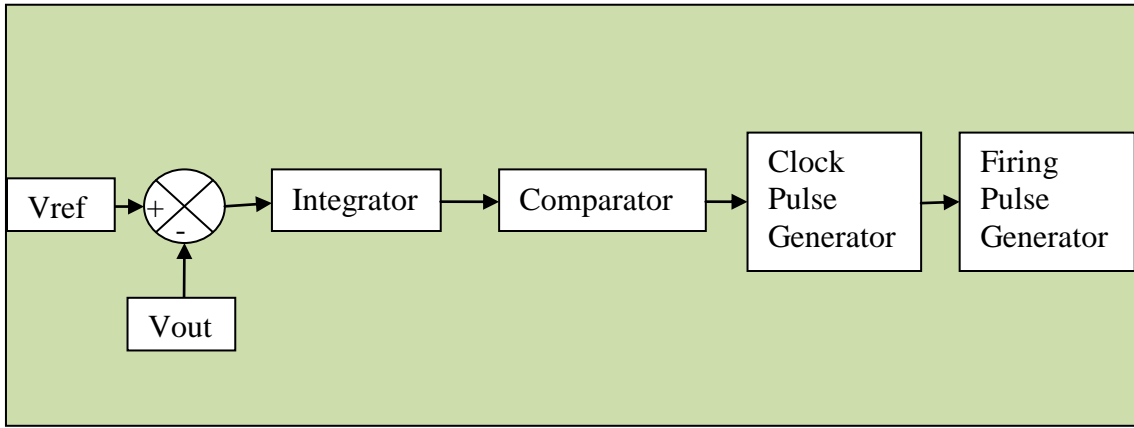 Vref
+
-
Vout
Integrator
Comparator
Clock
Pulse
Generator
Firing
Pulse
Generator